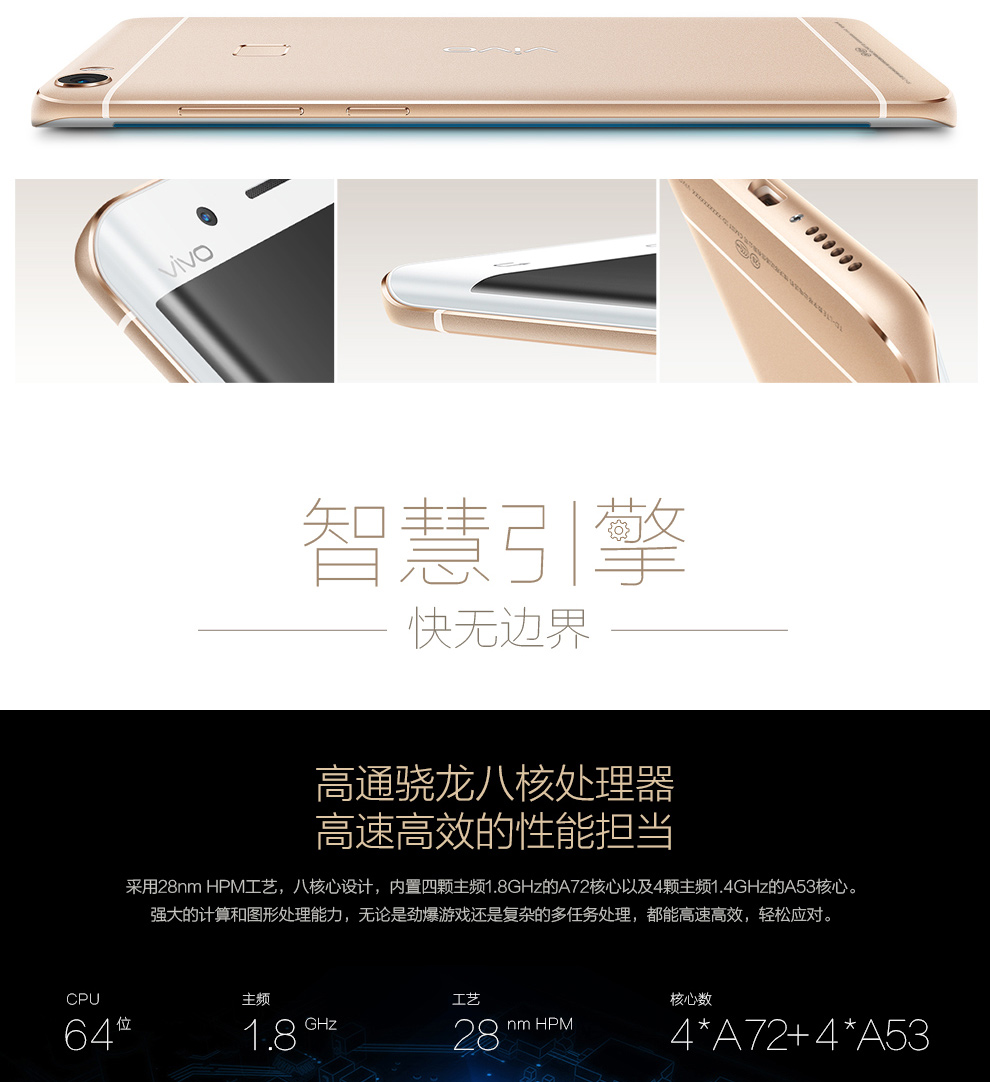 vivo
vivo
智慧引擎
快无边界
高通骁龙八核处理器
高速高效的性能担当
采用28nm HPM工艺，八核心设计，内置四颗主频1.8GHz的A72核心以及4颗主频1.4GHz的A53核心。
强大的计算和图形处理能力，无论是劲爆游戏还是复杂的多任务处理，都能高速高效，轻松应对。
CPU 主频 工艺 核心数
64位 1.8 GHz 28 nm HPM 4*A72+4*A53